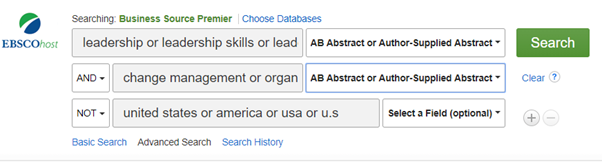 Searching: Business Source Premier | Choose Databases
EBSCOhost
leadership or leadership skills or lead AB Abstract or Author-Supplied Abstract Search
AND change management or organ AB Abstract or Author-Supplied Abstract Clear ?
NOT united states or america or usa or u.s Select a Field (optional) + −
Basic Search Advanced Search Search History